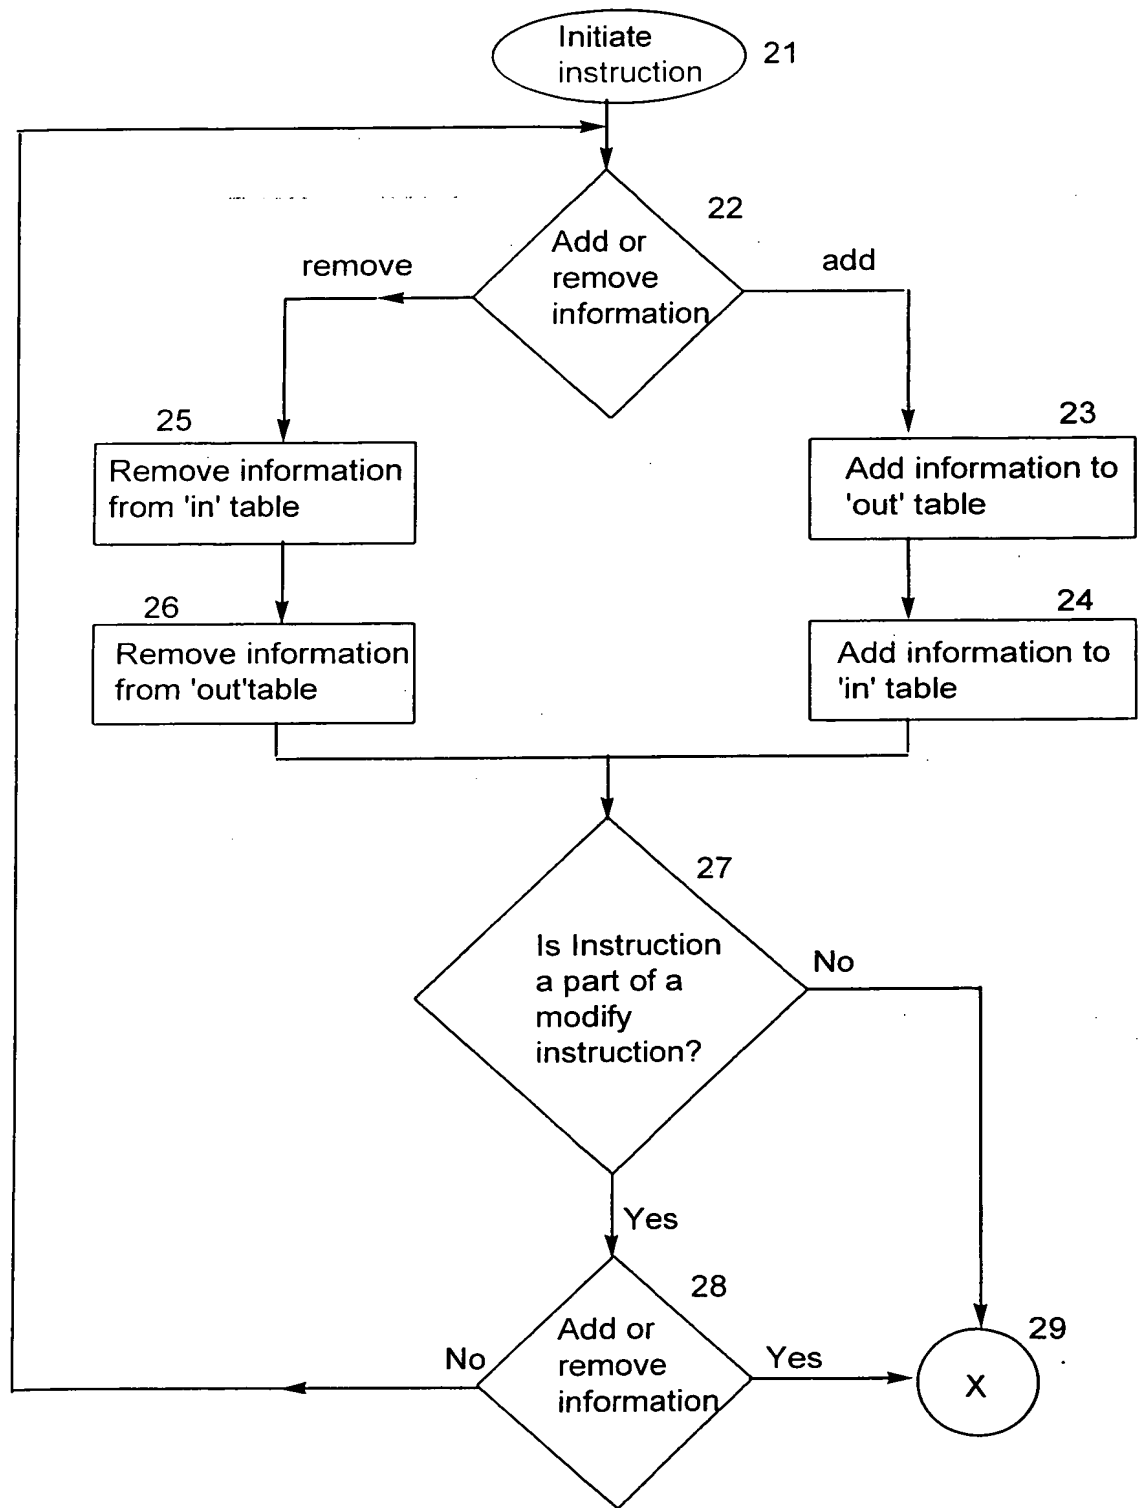 Initiate
instruction
21
22
Add or
remove
information
remove
add
25
Remove information
from 'in' table
23
Add information to
'out' table
26
Remove information
from 'out'table
24
Add information to
'in' table
27
Is Instruction
a part of a
modify
instruction?
No
Yes
28
Add or
remove
information
No
Yes
29
X